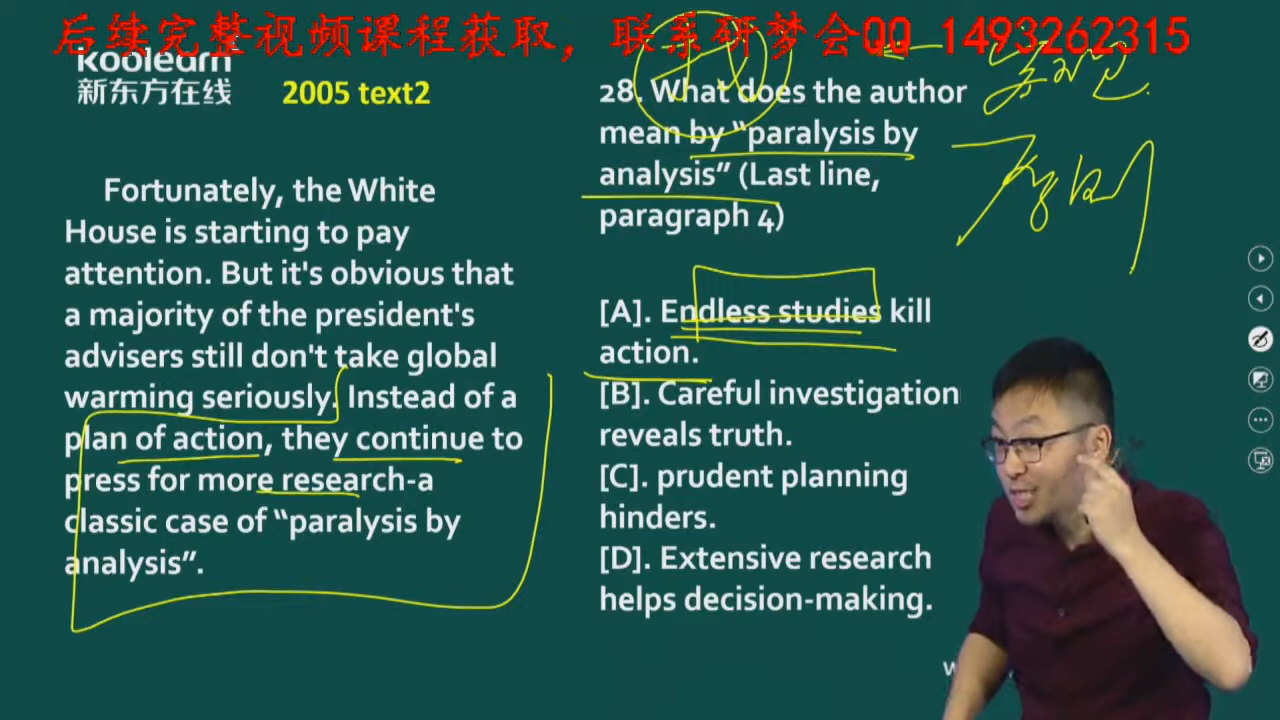 后续完整视频课程获取，联系研梦会QQ 1493262315
koolearn
新东方在线
2005 text2
Fortunately, the White
House is starting to pay
attention. But it's obvious that
a majority of the president's
advisers still don't take global
warming seriously. Instead of a
plan of action, they continue to
press for more research-a
classic case of “paralysis by
analysis”.
28. What does the author
mean by “paralysis by
analysis” (Last line,
paragraph 4)
[A]. Endless studies kill
action.
[B]. Careful investigation
reveals truth.
[C]. prudent planning
hinders.
[D]. Extensive research
helps decision-making.